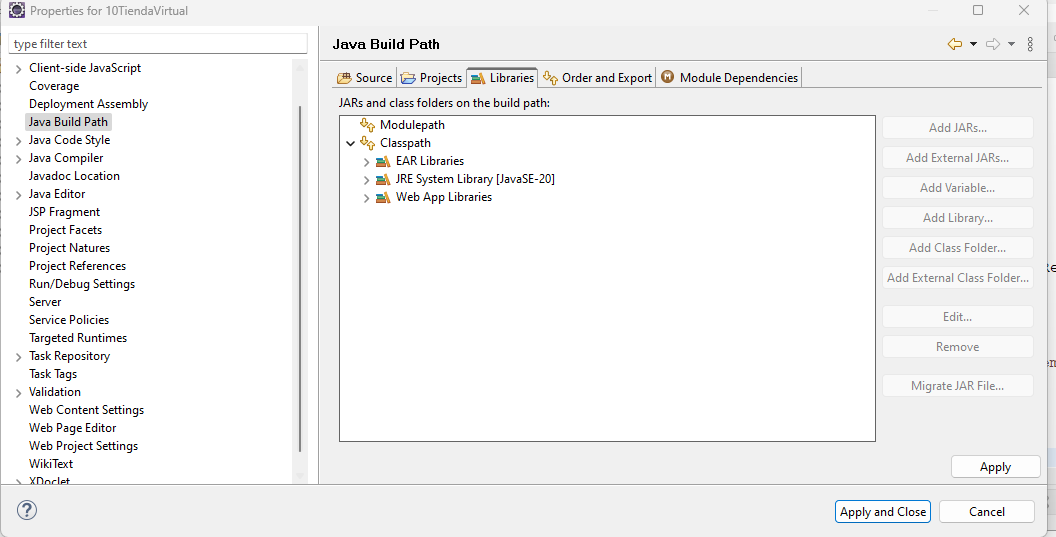 Properties for 10TiendaVirtual
type filter text
Client-side JavaScript
Coverage
Deployment Assembly
Java Build Path
Java Code Style
Java Compiler
Javadoc Location
Java Editor
JSP Fragment
Project Facets
Project Natures
Project References
Run/Debug Settings
Server
Service Policies
Targeted Runtimes
Task Repository
Task Tags
Validation
Web Content Settings
Web Page Editor
Web Project Settings
WikiText
XDoclet
Java Build Path
Source Projects Libraries Order and Export Module Dependencies
JARs and class folders on the build path:
Modulepath
Classpath
EAR Libraries
JRE System Library [JavaSE-20]
Web App Libraries
Add JARs...
Add External JARs...
Add Variable...
Add Library...
Add Class Folder...
Add External Class Folder...
Edit...
Remove
Migrate JAR File...
Apply
Apply and Close
Cancel